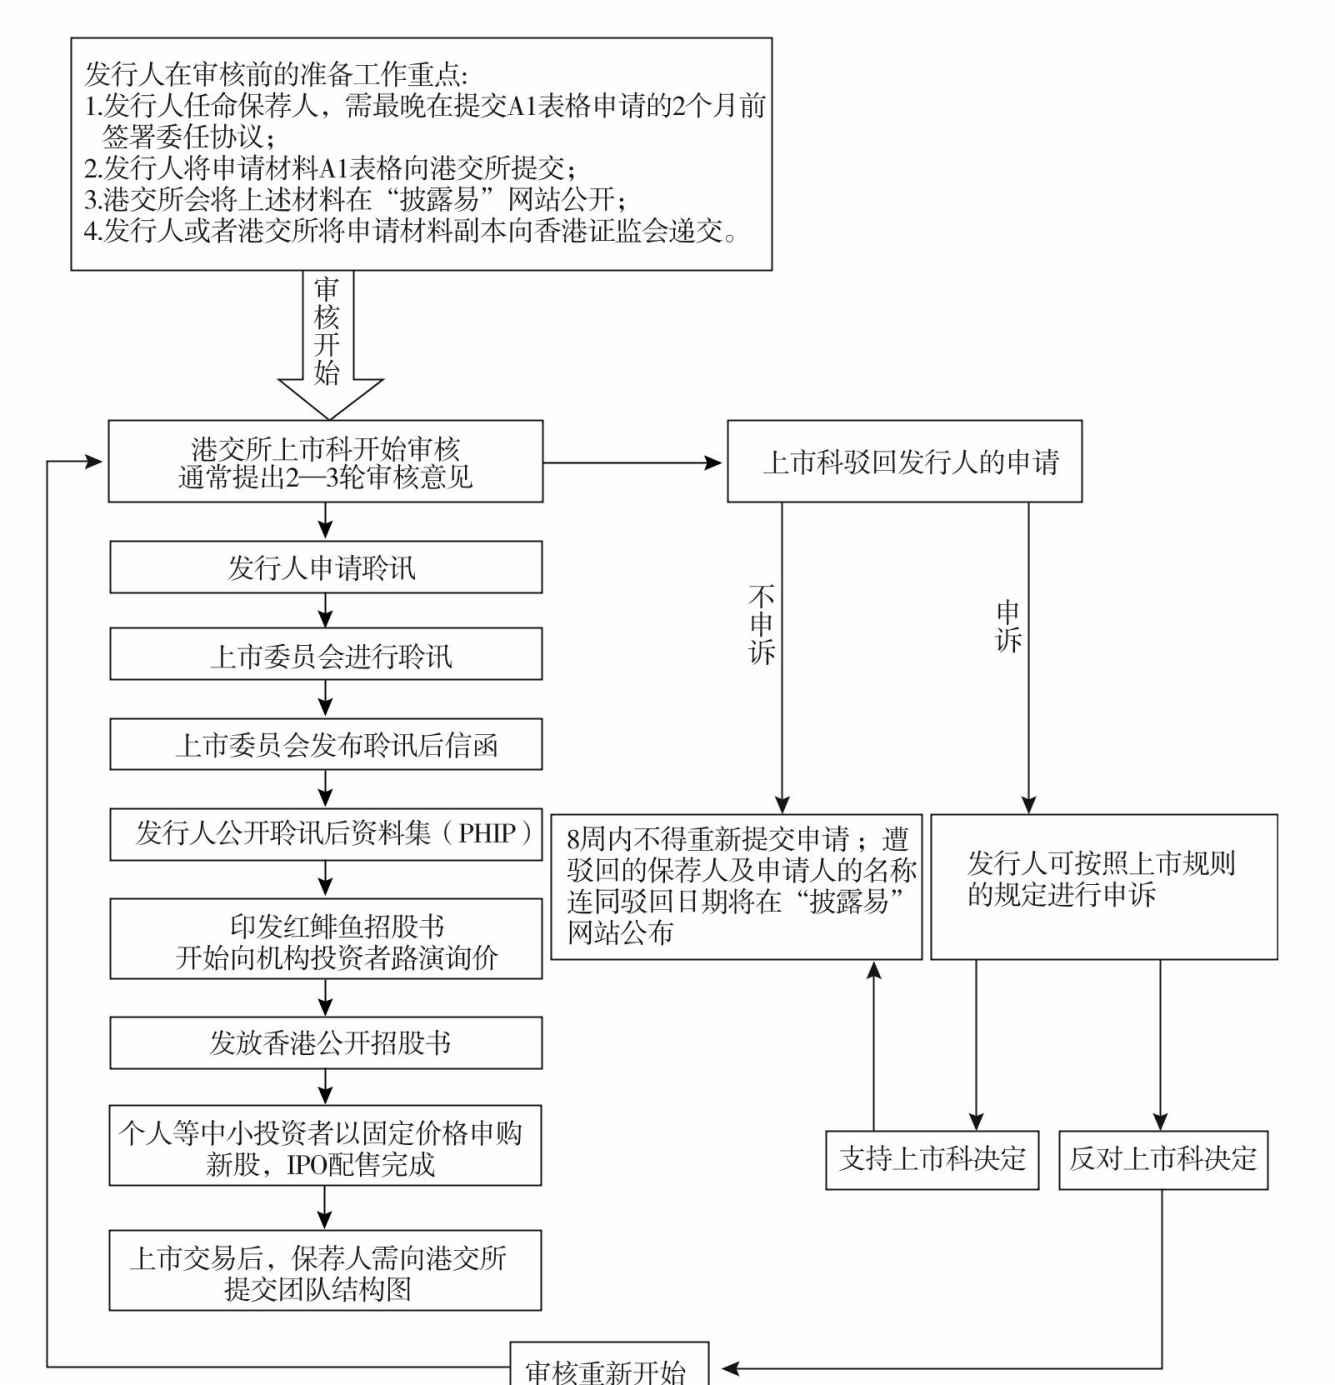 发行人在审核前的准备工作重点:
1.发行人任命保荐人，需最晚在提交A1表格申请的2个月前
签署委任协议；
2.发行人将申请材料A1表格向港交所提交；
3.港交所会将上述材料在“披露易”网站公开；
4.发行人或者港交所将申请材料副本向香港证监会递交。
审核开始
港交所上市科开始审核
通常提出2—3轮审核意见
上市科驳回发行人的申请
发行人申请聆讯
不申诉
申诉
上市委员会进行聆讯
上市委员会发布聆讯后信函
发行人公开聆讯后资料集（PHIP）
8周内不得重新提交申请；遭
驳回的保荐人及申请人的名称
连同驳回日期将在“披露易”
网站公布
发行人可按照上市规则
的规定进行申诉
印发红鲱鱼招股书
开始向机构投资者路演询价
发放香港公开招股书
个人等中小投资者以固定价格申购
新股，IPO配售完成
支持上市科决定
反对上市科决定
上市交易后，保荐人需向港交所
提交团队结构图
审核重新开始